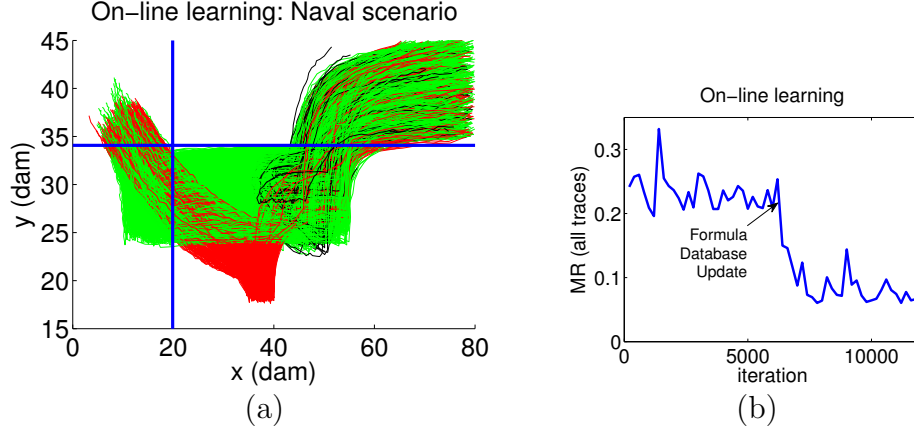 On-line learning: Naval scenario
45
40
35
30
25
20
15
y (dam)
0 20 40 60 80
x (dam)
(a)
On-line learning
0.3
0.2
0.1
0
MR (all traces)
Formula
Database
Update
0 5000 10000
iteration
(b)